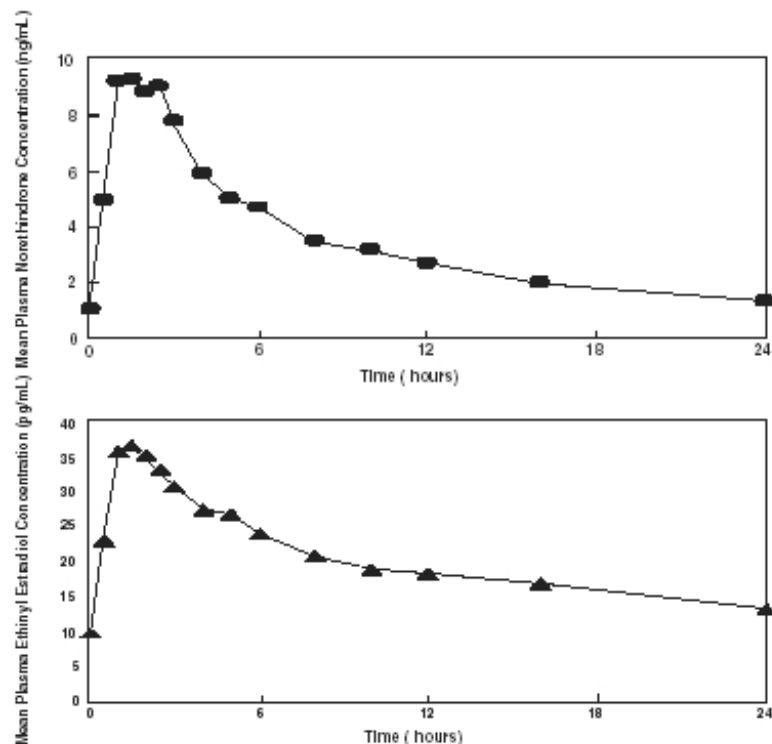 Mean Plasma Norethindrone Concentration (ng/mL)
10
8
6
4
2
0
0 6 12 18 24
Time ( hours)
Mean Plasma Ethinyl Estradiol Concentration (pg/mL)
40
35
30
25
20
15
10
5
0
0 6 12 18 24
Time ( hours)